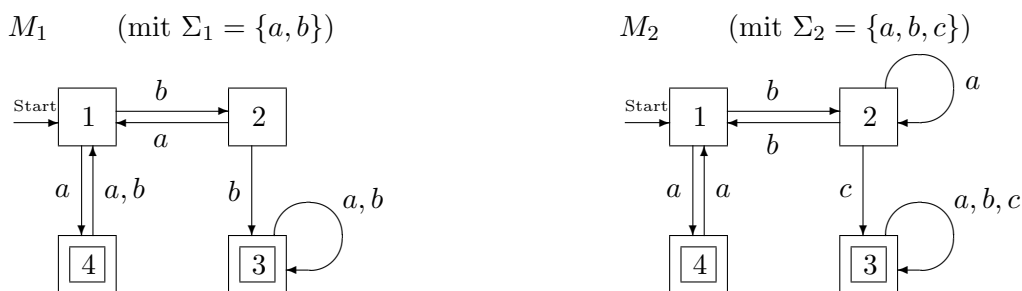 M₁ (mit Σ₁ = {a, b}) M₂ (mit Σ₂ = {a, b, c})
Start 1 b a 2 Start 1 b b 2 a
a a, b b a, b a a c a, b, c
4 3 4 3